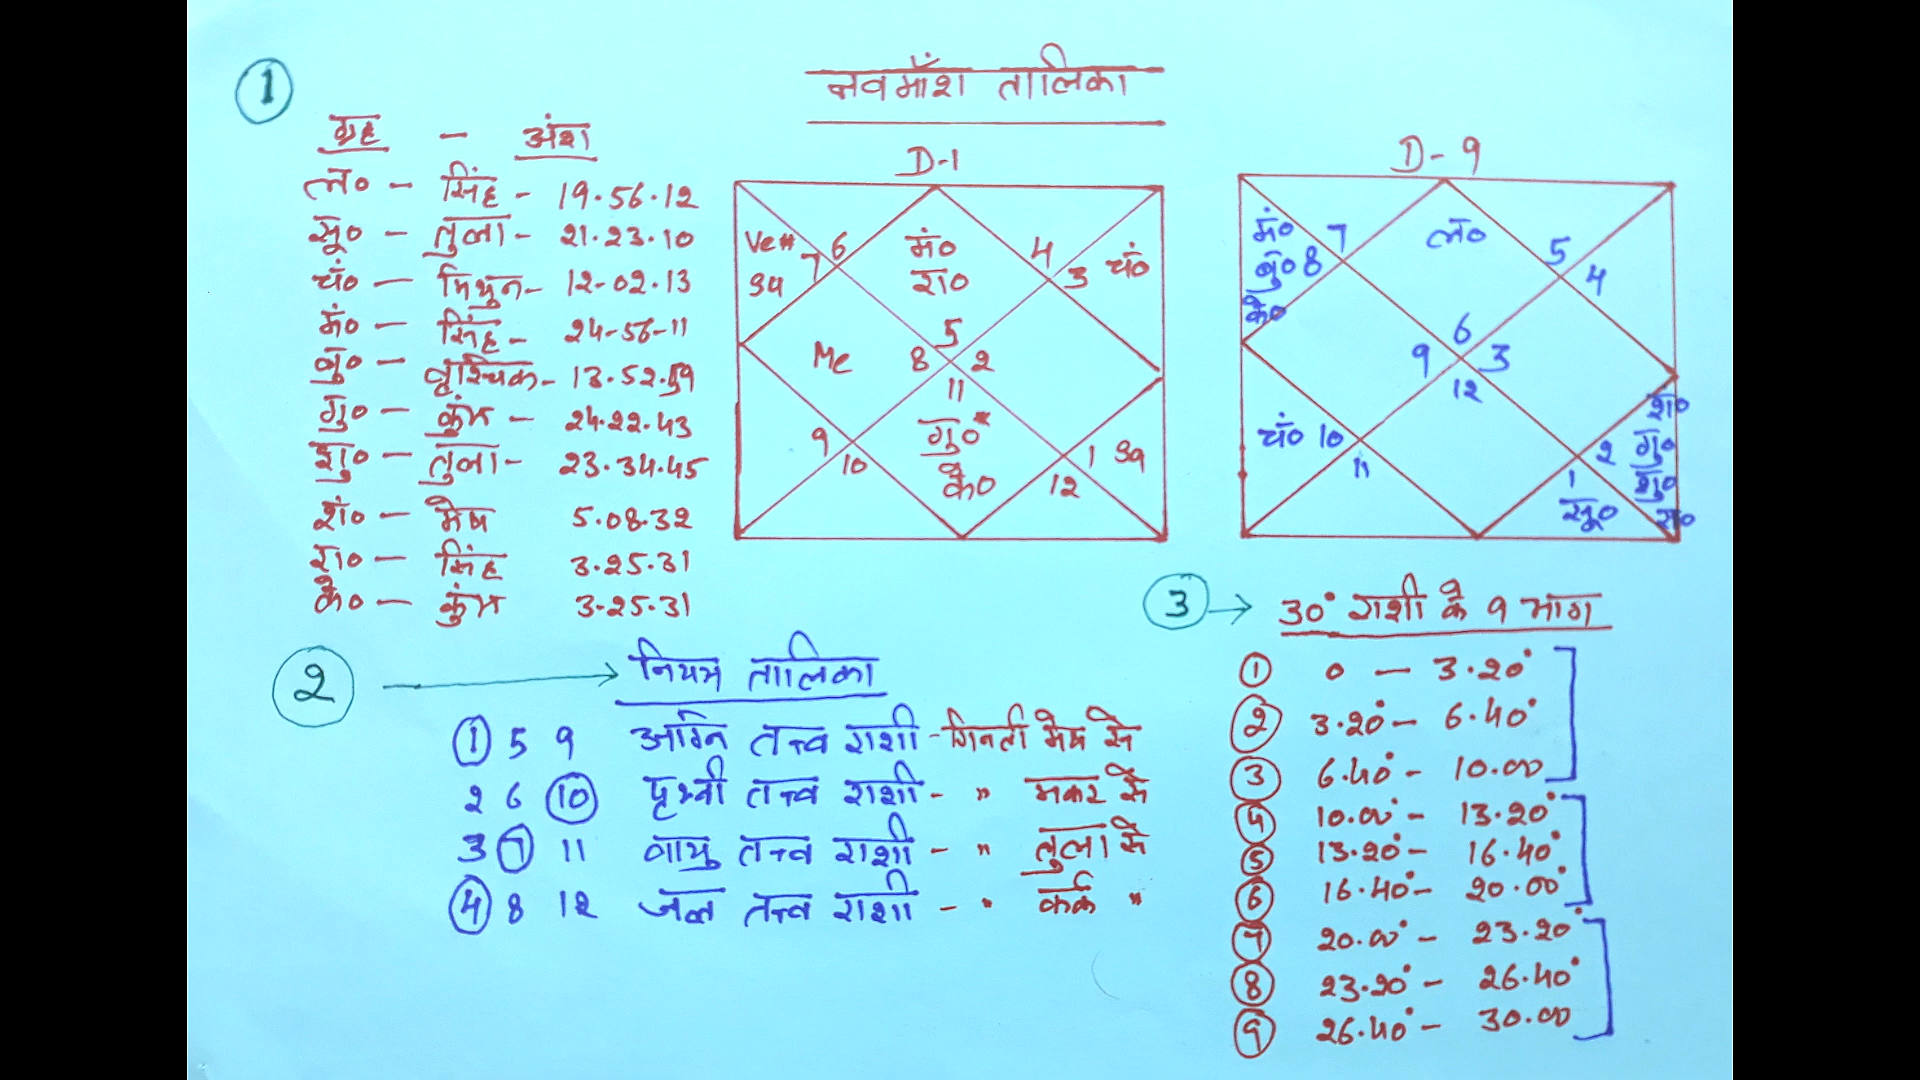 नवमाँश तालिका
1
ग्रह - अंश
ल० - सिंह - 19.56.12
सू० - तुला - 21.23.10
चं० - मिथुन - 12-02.13
मं० - सिंह - 24-56-11
बु० - वृश्चिक - 13.52.59
गु० - कुंभ - 24.22.43
शु० - तुला - 23.34.45
शं० - मेष 5.08.32
रा० - सिंह 3.25.31
के० - कुंभ 3-25.31
D-1
Ve* 7 6 मं० 4 3 चं०
Su रा०
5
Me 8 2
11
9 10 गु०* 12 1 Sa
के०
D-9
मं० 7 ल० 5
बु० 8 4
के०
6
9 3
12
चं० 10 11 1 2 श०
सू० गु०
शु०
रा०
2 → नियम तालिका
1 5 9 अग्नि तत्त्व राशी - गिनती मेष से
2 6 10 पृथ्वी तत्त्व राशी - " मकर से
3 7 11 वायु तत्त्व राशी - " तुला से
4 8 12 जल तत्त्व राशी - " कर्क "
3 → 30° राशी के 9 भाग
1 0 - 3.20°
2 3.20° - 6.40°
3 6.40° - 10.00
4 10.00° - 13.20°
5 13.20° - 16.40°
6 16.40° - 20.00°
7 20.00° - 23.20°
8 23.20° - 26.40°
9 26.40° - 30.00